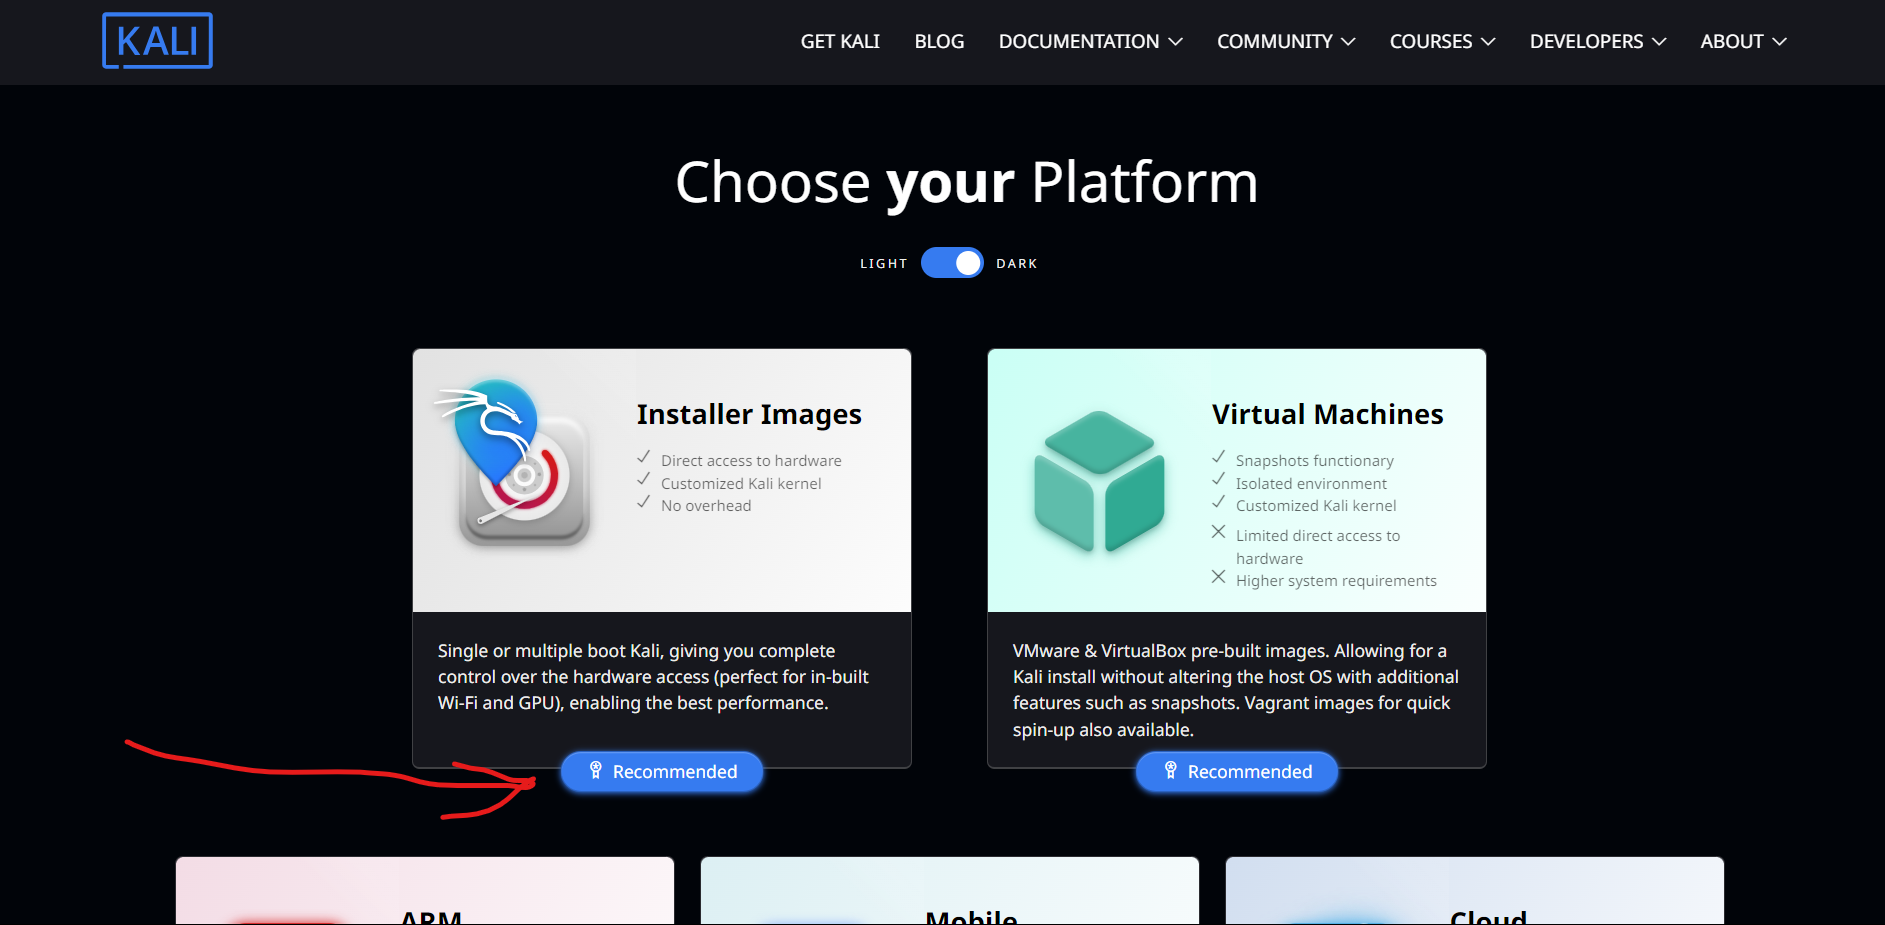 KALI
GET KALI BLOG DOCUMENTATION COMMUNITY COURSES DEVELOPERS ABOUT
Choose your Platform
LIGHT DARK
Installer Images
Direct access to hardware
Customized Kali kernel
No overhead
Single or multiple boot Kali, giving you complete
control over the hardware access (perfect for in-built
Wi-Fi and GPU), enabling the best performance.
Recommended
Virtual Machines
Snapshots functionary
Isolated environment
Customized Kali kernel
Limited direct access to
hardware
Higher system requirements
VMware & VirtualBox pre-built images. Allowing for a
Kali install without altering the host OS with additional
features such as snapshots. Vagrant images for quick
spin-up also available.
Recommended
ARM
Mobile
Cloud